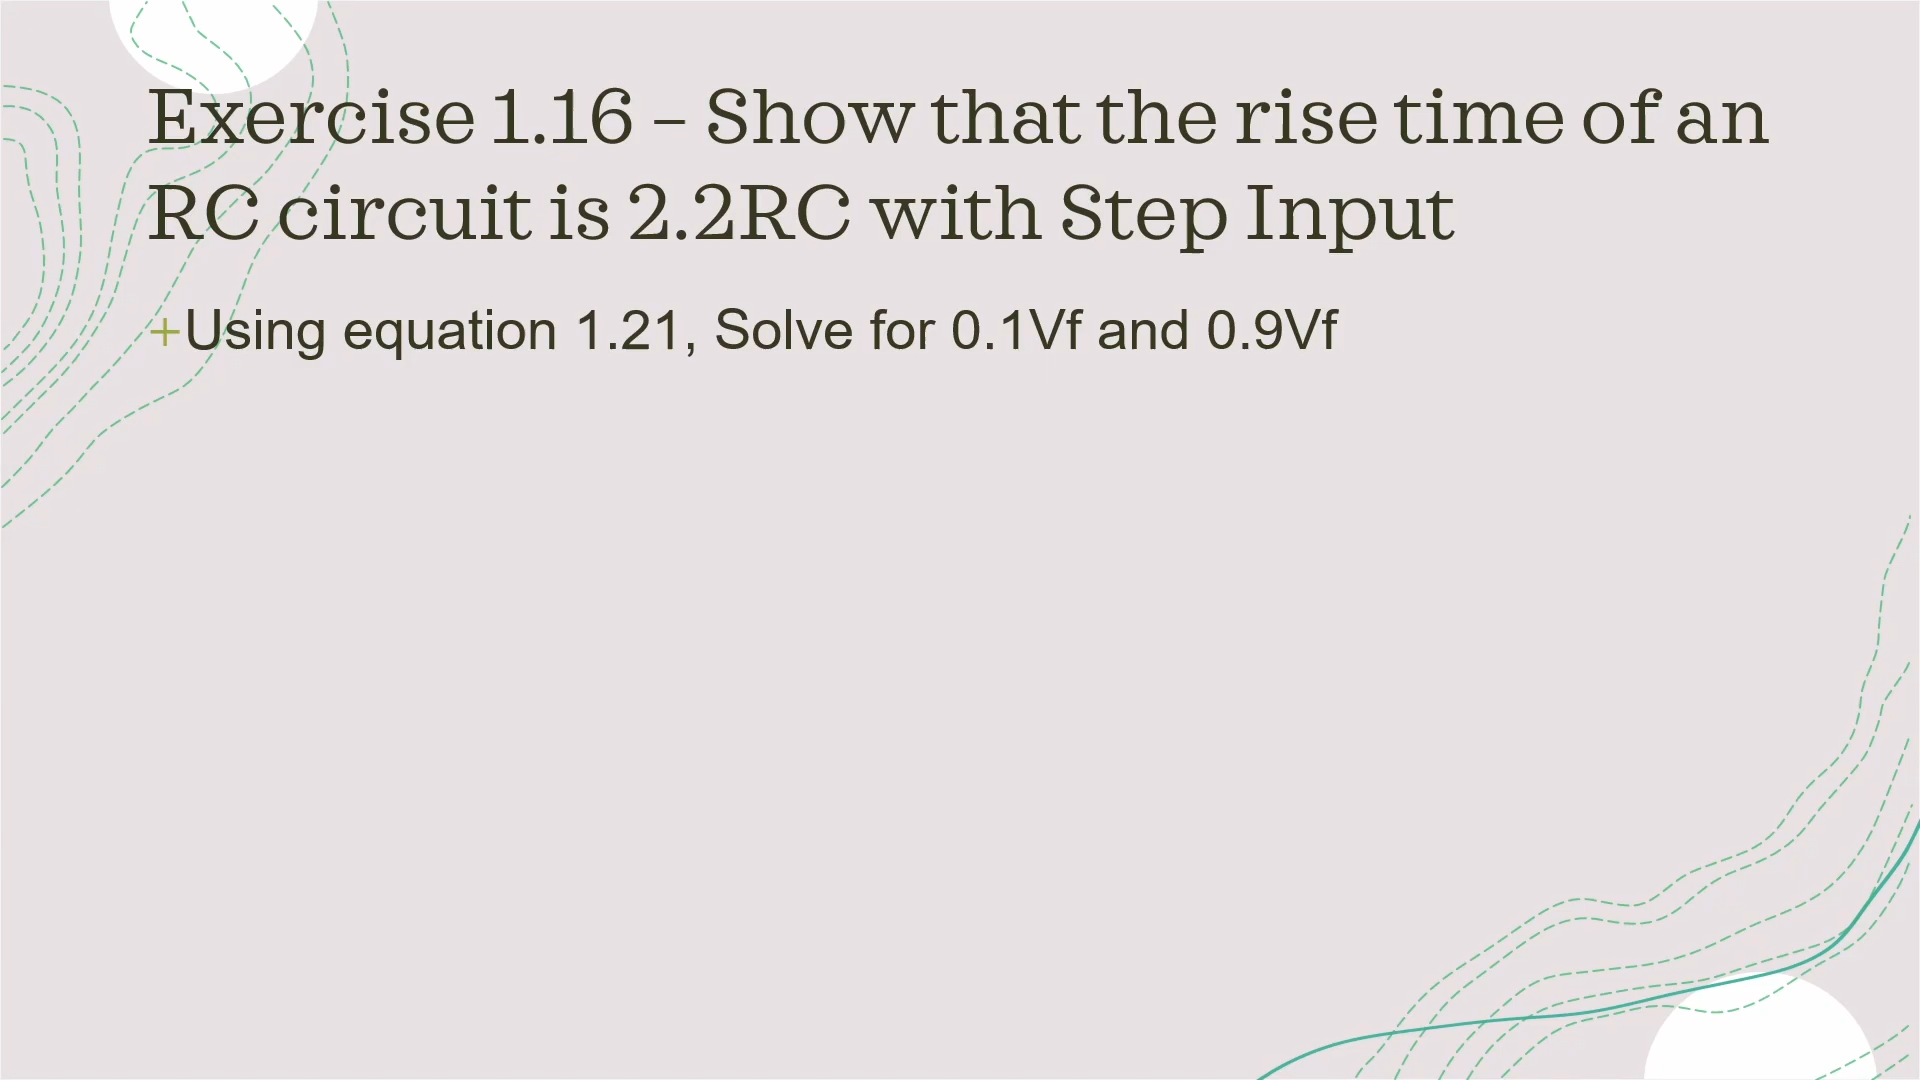 Exercise 1.16 – Show that the rise time of an
RC circuit is 2.2RC with Step Input
+Using equation 1.21, Solve for 0.1Vf and 0.9Vf